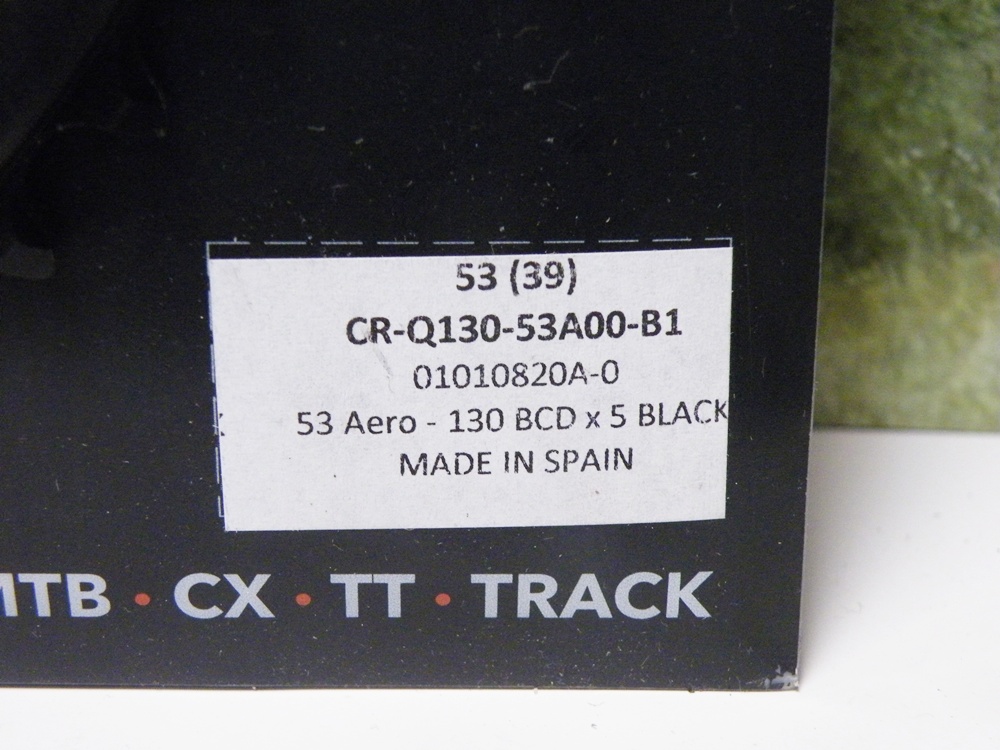 53 (39)
CR-Q130-53A00-B1
01010820A-0
53 Aero - 130 BCD x 5 BLACK
MADE IN SPAIN
MTB • CX • TT • TRACK